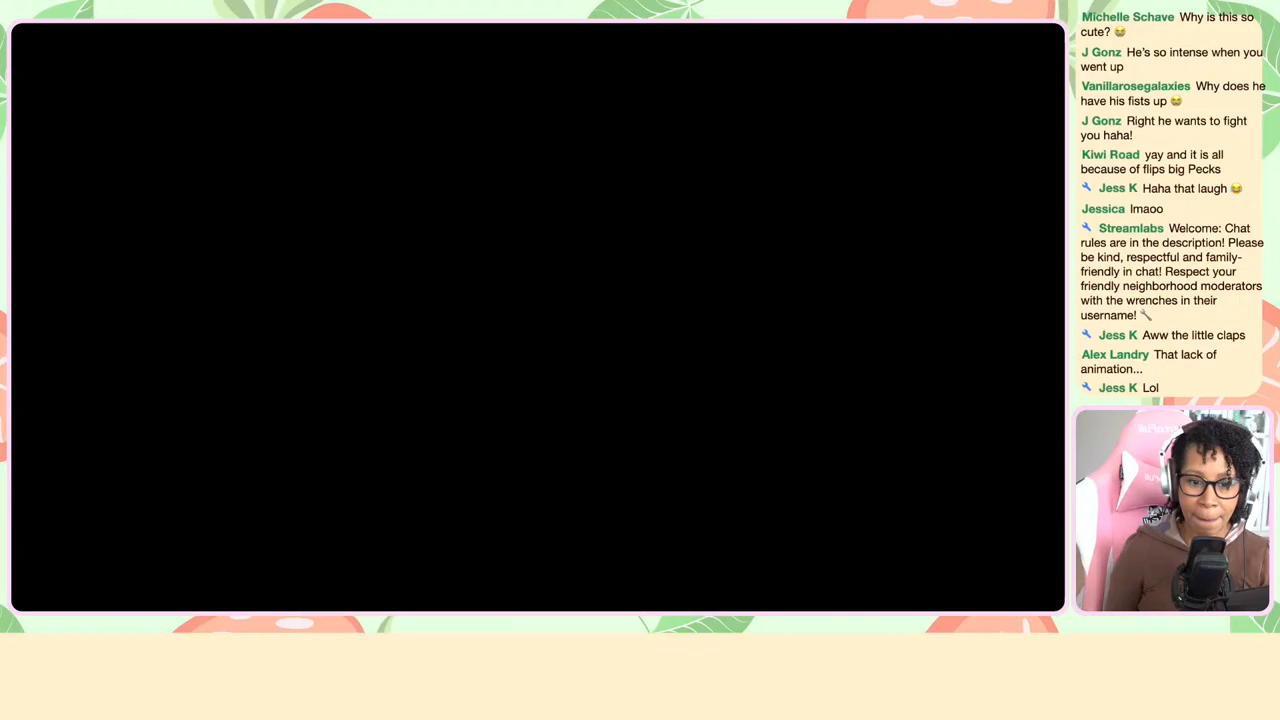 Michelle Schave Why is this so
cute? 😂
J Gonz He's so intense when you
went up
Vanillarosegalaxies Why does he
have his fists up 😂
J Gonz Right he wants to fight
you haha!
Kiwi Road yay and it is all
because of flips big Pecks
Jess K Haha that laugh 😂
Jessica lmaoo
Streamlabs Welcome: Chat
rules are in the description! Please
be kind, respectful and family-
friendly in chat! Respect your
friendly neighborhood moderators
with the wrenches in their
username! 🔧
Jess K Aww the little claps
Alex Landry That lack of
animation...
Jess K Lol